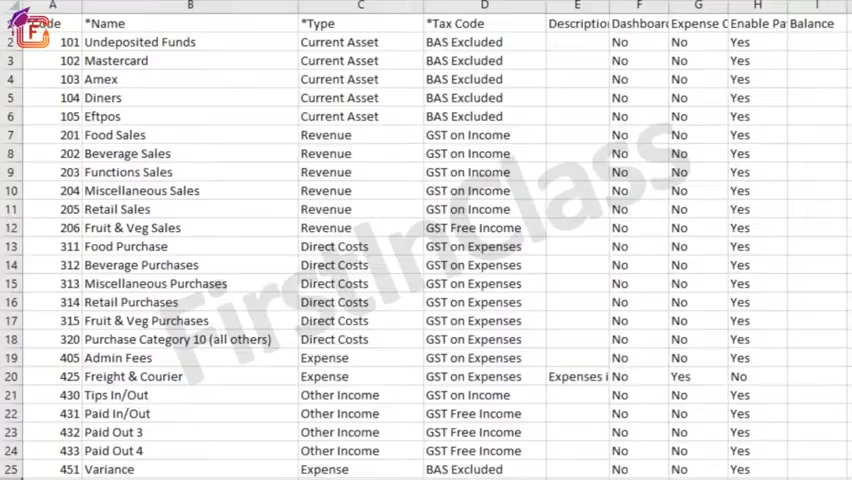 A B C D E F G H I
Code *Name *Type *Tax Code Description Dashboard Expense C Enable Pa Balance
2 101 Undeposited Funds Current Asset BAS Excluded No No Yes
3 102 Mastercard Current Asset BAS Excluded No No Yes
4 103 Amex Current Asset BAS Excluded No No Yes
5 104 Diners Current Asset BAS Excluded No No Yes
6 105 Eftpos Current Asset BAS Excluded No No Yes
7 201 Food Sales Revenue GST on Income No No Yes
8 202 Beverage Sales Revenue GST on Income No No Yes
9 203 Functions Sales Revenue GST on Income No No Yes
10 204 Miscellaneous Sales Revenue GST on Income No No Yes
11 205 Retail Sales Revenue GST on Income No No Yes
12 206 Fruit & Veg Sales Revenue GST Free Income No No Yes
13 311 Food Purchase Direct Costs GST on Expenses No No Yes
14 312 Beverage Purchases Direct Costs GST on Expenses No No Yes
15 313 Miscellaneous Purchases Direct Costs GST on Expenses No No Yes
16 314 Retail Purchases Direct Costs GST on Expenses No No Yes
17 315 Fruit & Veg Purchases Direct Costs GST on Expenses No No Yes
18 320 Purchase Category 10 (all others) Direct Costs GST on Expenses No No Yes
19 405 Admin Fees Expense GST on Expenses No No Yes
20 425 Freight & Courier Expense GST on Expenses Expenses i No Yes No
21 430 Tips In/Out Other Income GST on Income No No Yes
22 431 Paid In/Out Other Income GST Free Income No No Yes
23 432 Paid Out 3 Other Income GST Free Income No No Yes
24 433 Paid Out 4 Other Income GST Free Income No No Yes
25 451 Variance Expense BAS Excluded No No Yes
FirstInClass
F